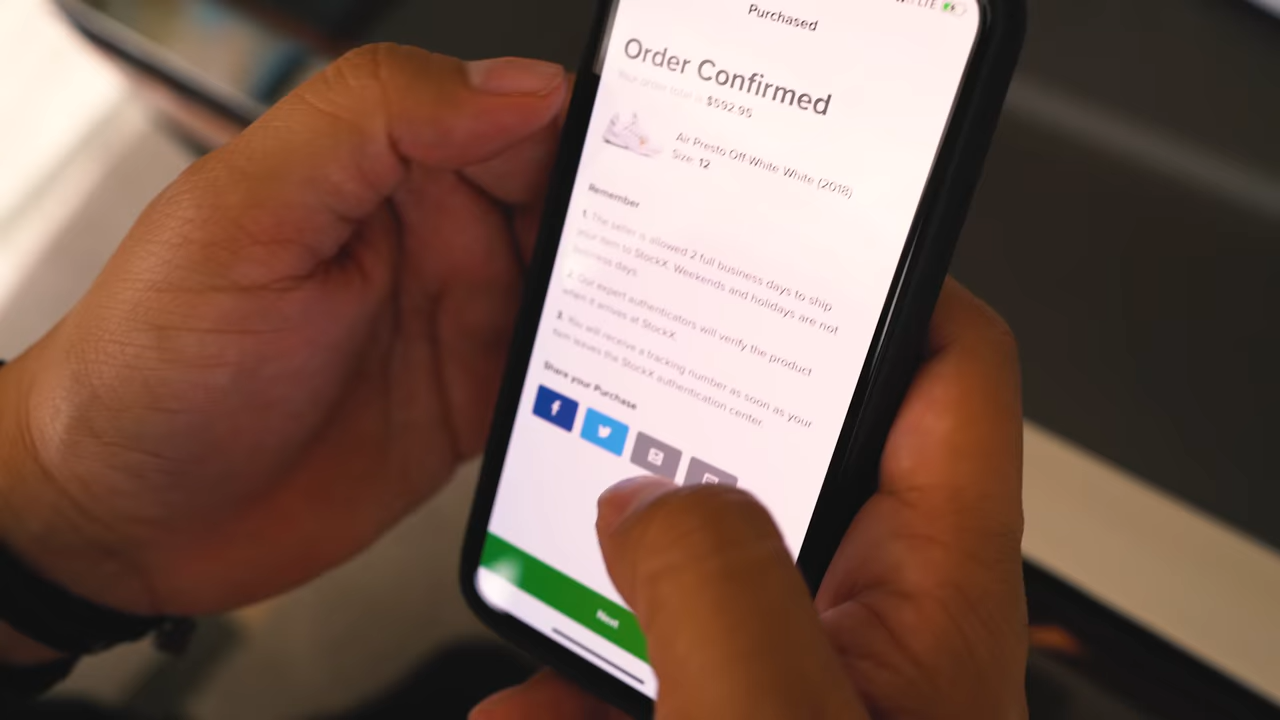 LTE
Purchased
Order Confirmed
Your order total is $592.95
Air Presto Off-White White (2018)
Size: 12
Remember
1. The seller is allowed 2 full business days to ship
your item to StockX. Weekends and holidays are not
business days.
2. Our expert authenticators will verify the product
when it arrives at StockX.
3. You will receive a tracking number as soon as your
item leaves the StockX authentication center.
Share your Purchase
f
Next